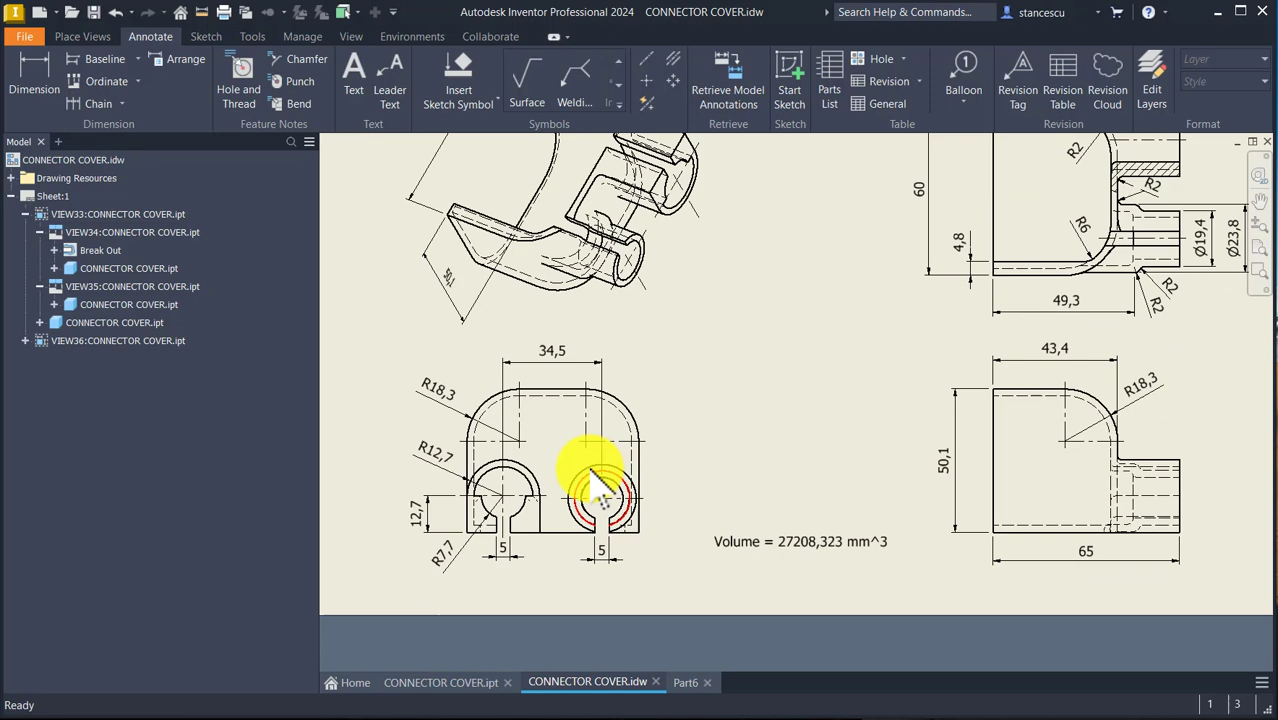 Autodesk Inventor Professional 2024 CONNECTOR COVER.idw
Search Help & Commands...
stancescu
File Place Views Annotate Sketch Tools Manage View Environments Collaborate
Dimension
Baseline
Ordinate
Chain
Arrange
Dimension
Hole and Thread
Chamfer
Punch
Bend
Feature Notes
Text
Leader Text
Text
Insert Sketch Symbol
Surface
Weldi...
Symbols
Retrieve Model Annotations
Retrieve
Start Sketch
Sketch
Parts List
Hole
Revision
General
Table
Balloon
Revision Tag
Revision Table
Revision Cloud
Revision
Edit Layers
Layer
Style
Format
Model
CONNECTOR COVER.idw
Drawing Resources
Sheet:1
VIEW33:CONNECTOR COVER.ipt
VIEW34:CONNECTOR COVER.ipt
Break Out
CONNECTOR COVER.ipt
VIEW35:CONNECTOR COVER.ipt
CONNECTOR COVER.ipt
CONNECTOR COVER.ipt
VIEW36:CONNECTOR COVER.ipt
50,1
60
R2
R2
R6
4,8
Ø19,4
Ø23,8
R2
R2
49,3
34,5
R18,3
R12,7
12,7
R7,7
5
5
43,4
R18,3
50,1
65
Volume = 27208,323 mm^3
Home CONNECTOR COVER.ipt CONNECTOR COVER.idw Part6
Ready
1 3